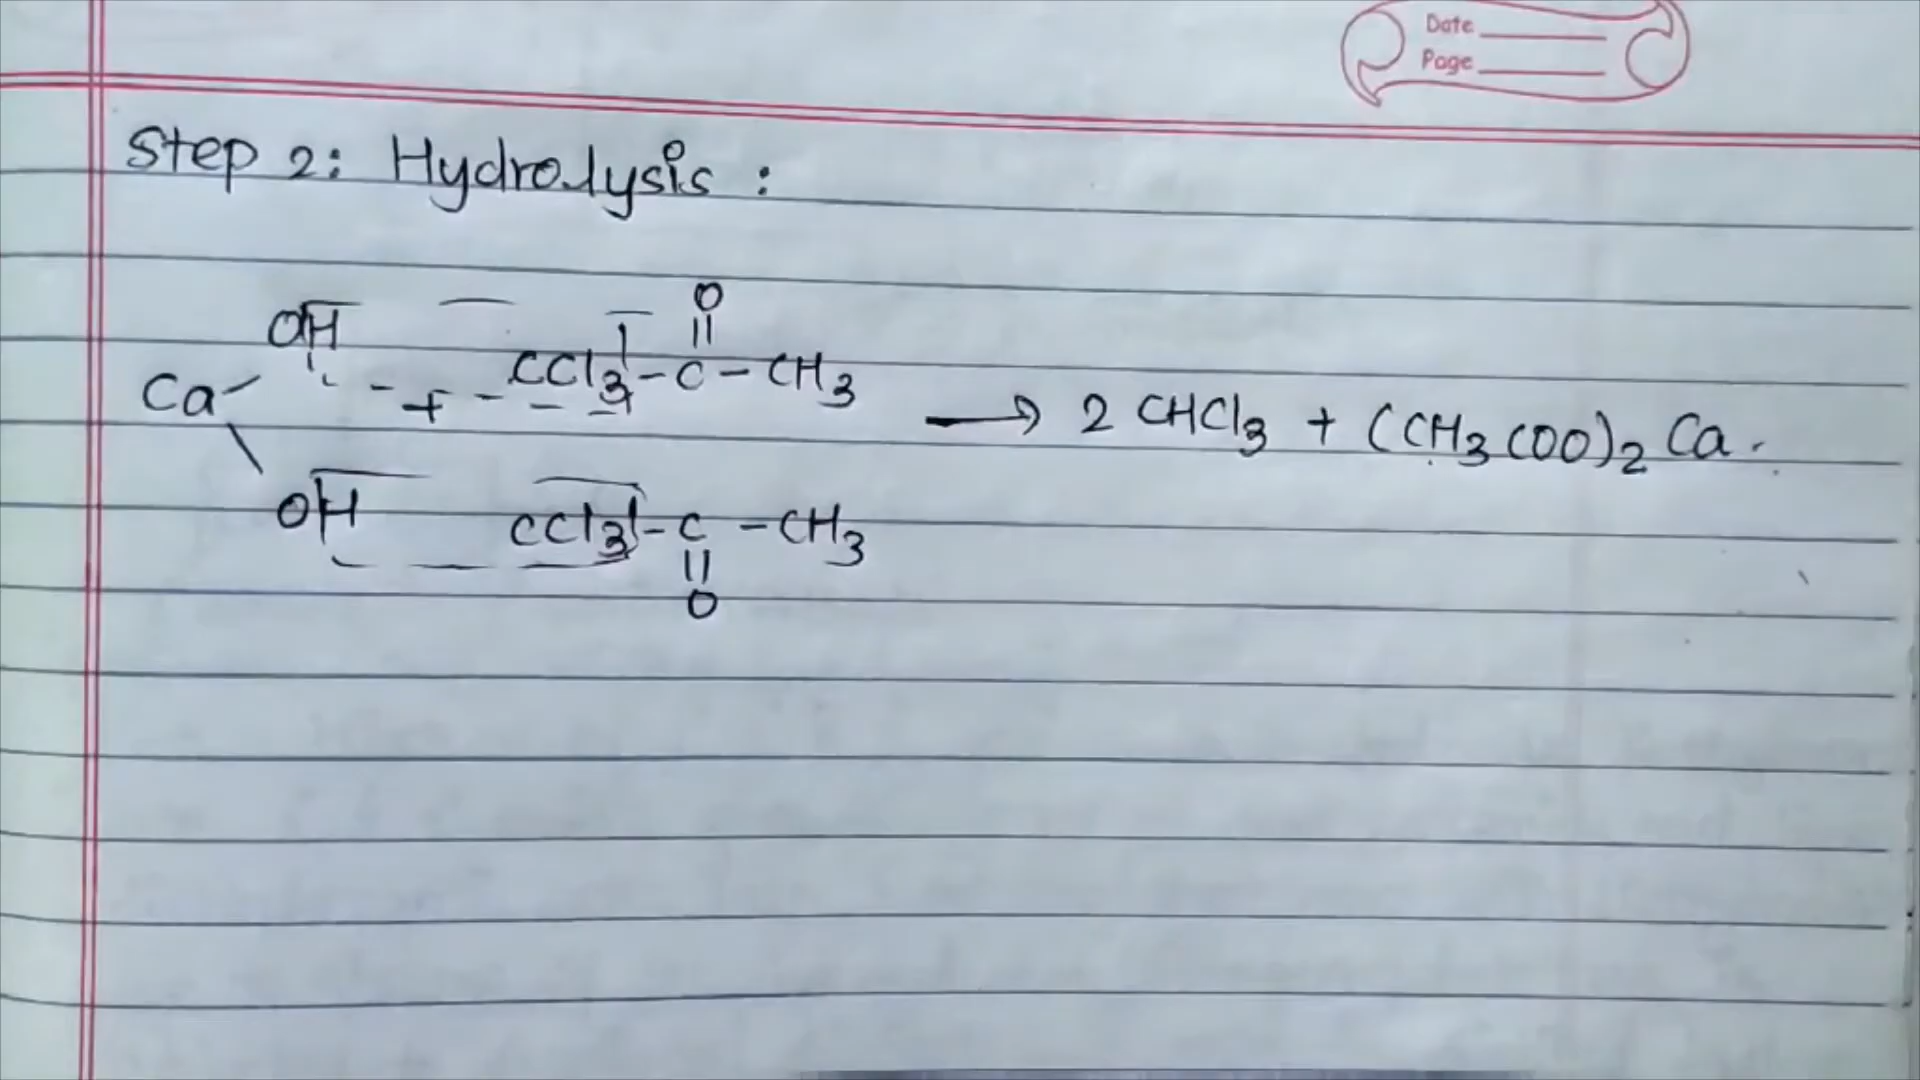 Date
Page
Step 2: Hydrolysis :
O
||
OH CCl3 - C - CH3
Ca + → 2 CHCl3 + (CH3COO)2 Ca.
OH CCl3 - C - CH3
||
O